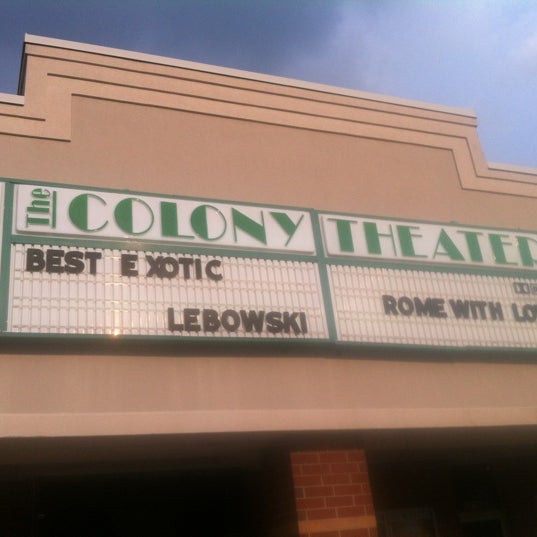 The COLONY THEATER
BEST EXOTIC
LEBOWSKI
ROME WITH LO